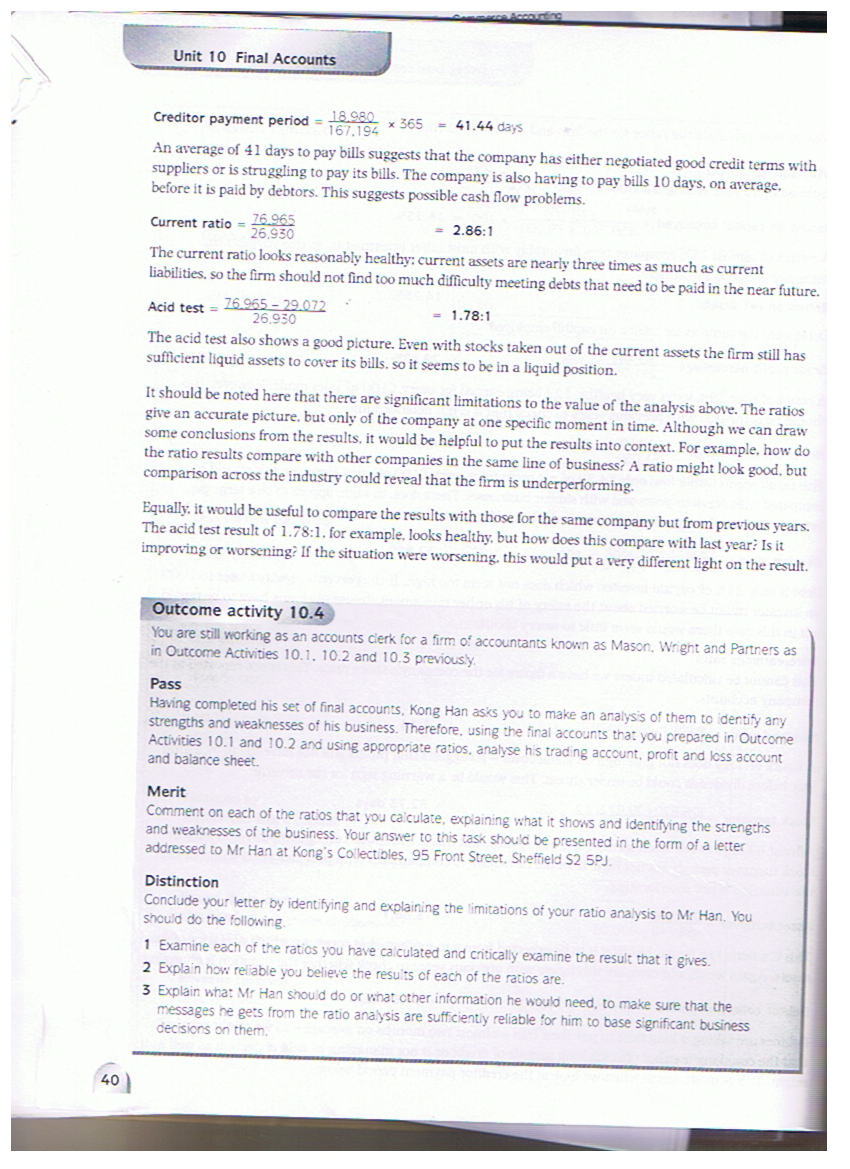 Commerce Accounting
Unit 10 Final Accounts
Creditor payment period = 18,980 / 167,194 × 365 = 41.44 days
An average of 41 days to pay bills suggests that the company has either negotiated good credit terms with
suppliers or is struggling to pay its bills. The company is also having to pay bills 10 days, on average,
before it is paid by debtors. This suggests possible cash flow problems.
Current ratio = 76,965 / 26,930 = 2.86:1
The current ratio looks reasonably healthy; current assets are nearly three times as much as current
liabilities, so the firm should not find too much difficulty meeting debts that need to be paid in the near future.
Acid test = 76,965 – 29,072 / 26,930 = 1.78:1
The acid test also shows a good picture. Even with stocks taken out of the current assets the firm still has
sufficient liquid assets to cover its bills, so it seems to be in a liquid position.
It should be noted here that there are significant limitations to the value of the analysis above. The ratios
give an accurate picture, but only of the company at one specific moment in time. Although we can draw
some conclusions from the results, it would be helpful to put the results into context. For example, how do
the ratio results compare with other companies in the same line of business? A ratio might look good, but
comparison across the industry could reveal that the firm is underperforming.
Equally, it would be useful to compare the results with those for the same company but from previous years.
The acid test result of 1.78:1, for example, looks healthy, but how does this compare with last year? Is it
improving or worsening? If the situation were worsening, this would put a very different light on the result.
Outcome activity 10.4
You are still working as an accounts clerk for a firm of accountants known as Mason, Wright and Partners as
in Outcome Activities 10.1, 10.2 and 10.3 previously.
Pass
Having completed his set of final accounts, Kong Han asks you to make an analysis of them to identify any
strengths and weaknesses of his business. Therefore, using the final accounts that you prepared in Outcome
Activities 10.1 and 10.2 and using appropriate ratios, analyse his trading account, profit and loss account
and balance sheet.
Merit
Comment on each of the ratios that you calculate, explaining what it shows and identifying the strengths
and weaknesses of the business. Your answer to this task should be presented in the form of a letter
addressed to Mr Han at Kong's Collectibles, 95 Front Street, Sheffield S2 5PJ.
Distinction
Conclude your letter by identifying and explaining the limitations of your ratio analysis to Mr Han. You
should do the following.
1 Examine each of the ratios you have calculated and critically examine the result that it gives.
2 Explain how reliable you believe the results of each of the ratios are.
3 Explain what Mr Han should do or what other information he would need, to make sure that the
messages he gets from the ratio analysis are sufficiently reliable for him to base significant business
decisions on them.
40